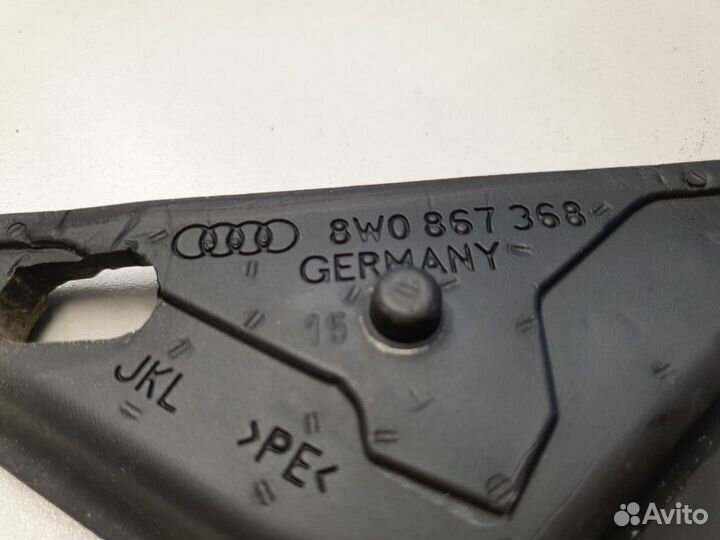 8W0 867 368
GERMANY
15
JKL
>PE<
Avito